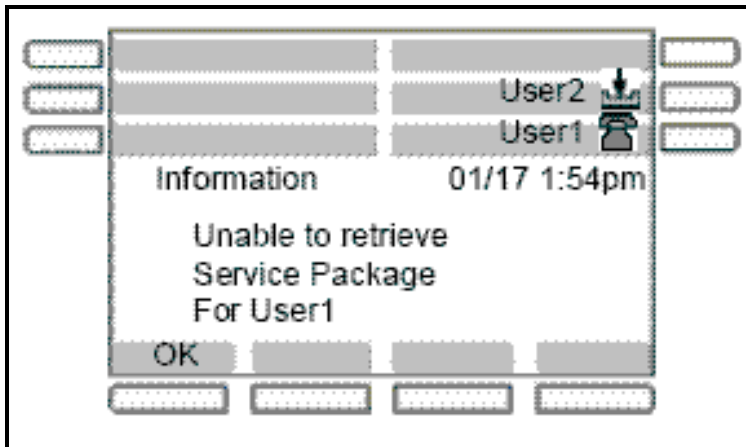 User2
User1
Information 01/17 1:54pm
Unable to retrieve
Service Package
For User1
OK